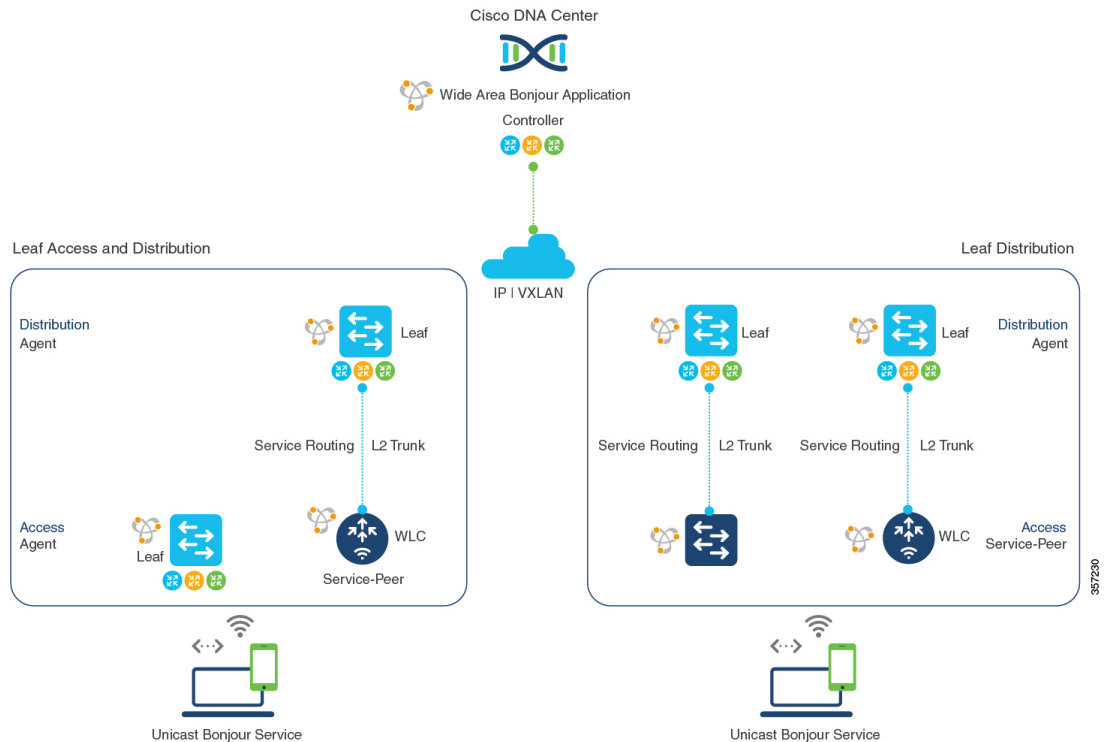 Cisco DNA Center
Wide Area Bonjour Application
Controller
IP | VXLAN
Leaf Access and Distribution
Distribution
Agent
Leaf
Service Routing
L2 Trunk
Access
Agent
Leaf
WLC
Service-Peer
Unicast Bonjour Service
Leaf Distribution
Leaf
Leaf
Distribution
Agent
Service Routing
L2 Trunk
Service Routing
L2 Trunk
WLC
Access
Service-Peer
Unicast Bonjour Service
357230